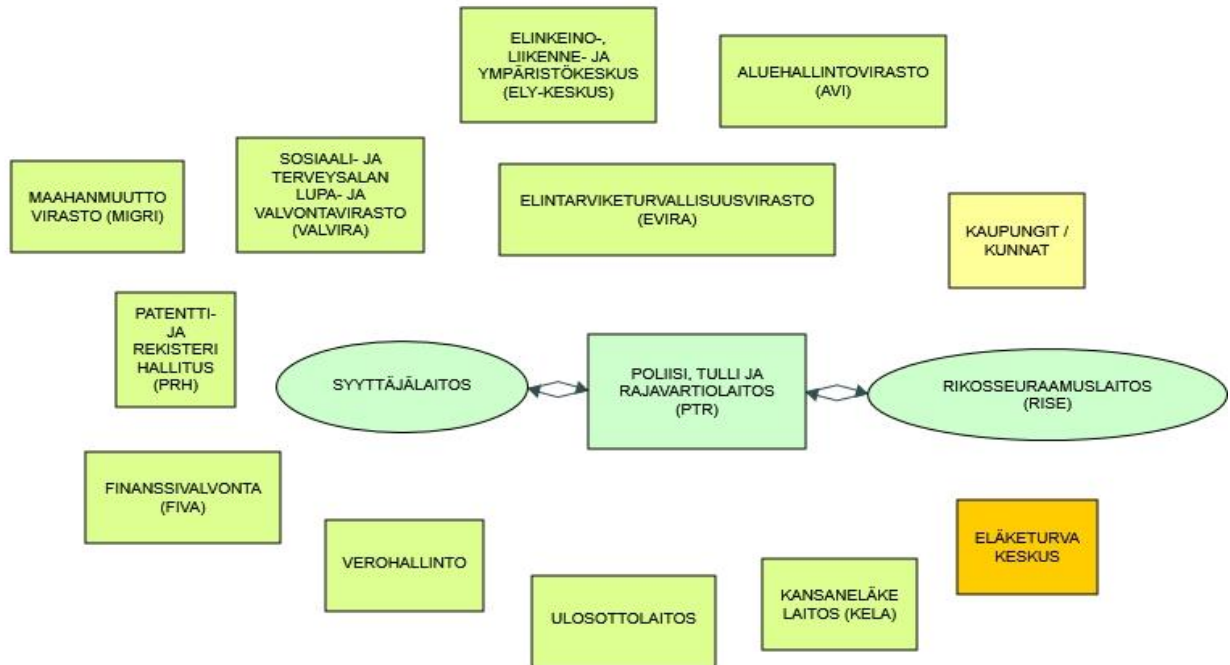 ELINKEINO-,
LIIKENNE- JA
YMPÄRISTÖKESKUS
(ELY-KESKUS)
ALUEHALLINTOVIRASTO
(AVI)
MAAHANMUUTTO
VIRASTO (MIGRI)
SOSIAALI- JA
TERVEYSALAN
LUPA- JA
VALVONTAVIRASTO
(VALVIRA)
ELINTARVIKETURVALLISUUSVIRASTO
(EVIRA)
KAUPUNGIT /
KUNNAT
PATENTTI-
JA
REKISTERI
HALLITUS
(PRH)
SYYTTÄJÄLAITOS
POLIISI, TULLI JA
RAJAVARTIOLAITOS
(PTR)
RIKOSSEURAAMUSLAITOS
(RISE)
FINANSSIVALVONTA
(FIVA)
VEROHALLINTO
ULOSOTTOLAITOS
KANSANELÄKE
LAITOS (KELA)
ELÄKETURVA
KESKUS